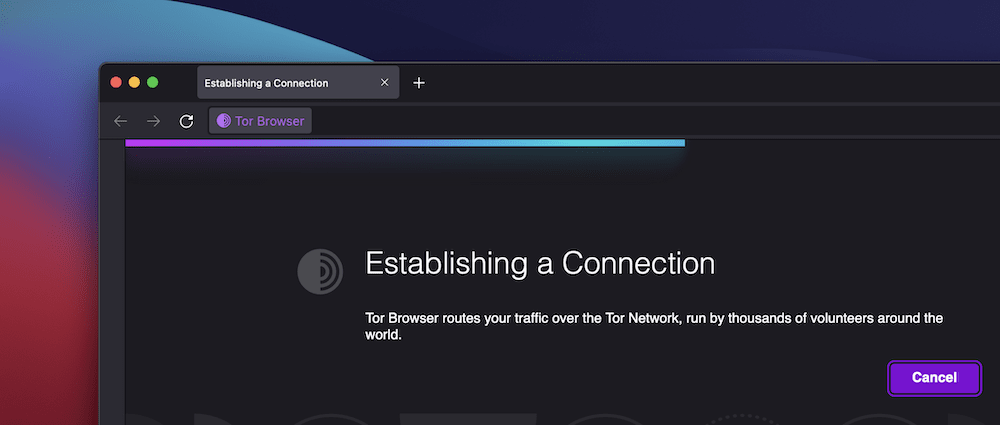 Establishing a Connection
Tor Browser
Establishing a Connection
Tor Browser routes your traffic over the Tor Network, run by thousands of volunteers around the
world.
Cancel